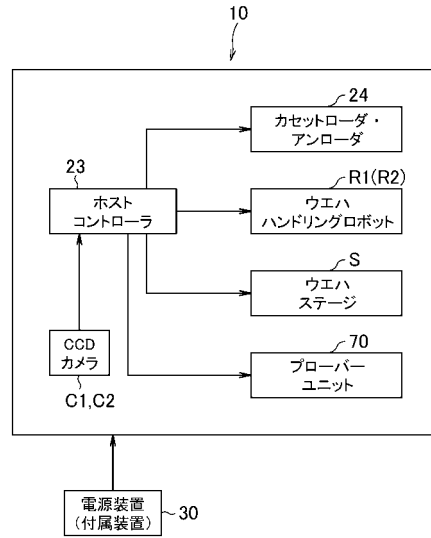 10
24
カセットローダ・
アンローダ
23
ホスト
コントローラ
R1(R2)
ウエハ
ハンドリングロボット
S
ウエハ
ステージ
CCD
カメラ
C1,C2
70
プローバー
ユニット
電源装置
(付属装置)
30